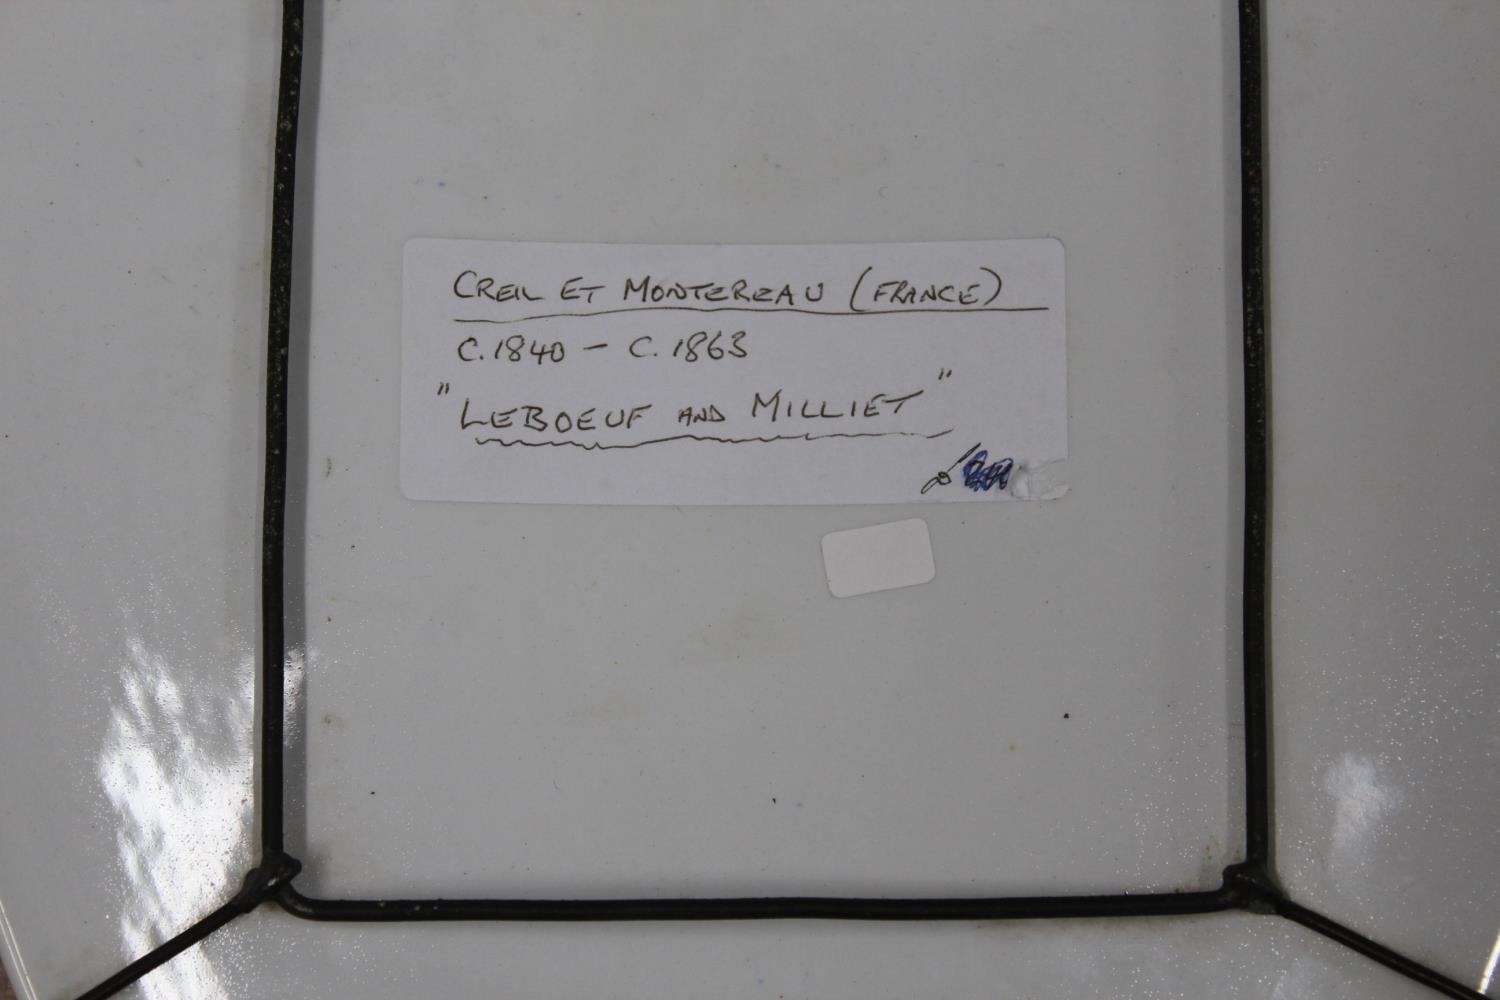 CREIL ET MONTEREAU (FRANCE)
C. 1840 - C. 1863
"LEBOEUF AND MILLIET"